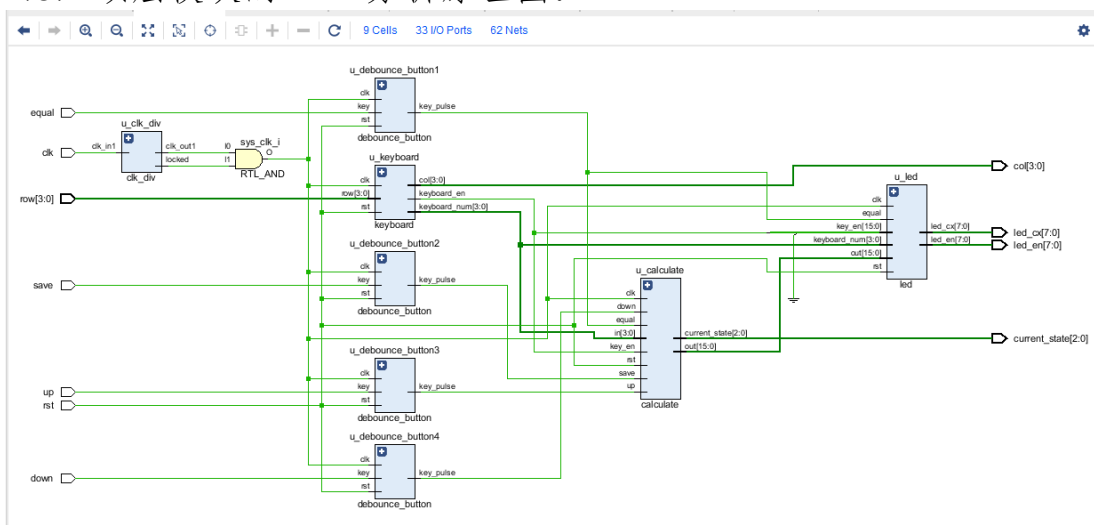 9 Cells 33 I/O Ports 62 Nets
u_debounce_button1
clk
key
rst
key_pulse
debounce_button
equal
u_clk_div
clk_in1
clk_out1
locked
clk_div
clk
sys_clk_i
I0
I1
O
RTL_AND
u_keyboard
clk
row[3:0]
rst
col[3:0]
keyboard_en
keyboard_num[3:0]
keyboard
row[3:0]
u_debounce_button2
clk
key
rst
key_pulse
debounce_button
save
u_debounce_button3
clk
key
rst
key_pulse
debounce_button
up
rst
u_debounce_button4
clk
key
rst
key_pulse
debounce_button
down
u_calculate
clk
down
equal
in[3:0]
key_en
rst
save
up
current_state[2:0]
out[15:0]
calculate
u_led
clk
equal
key_en[15:0]
keyboard_num[3:0]
out[15:0]
rst
led_cx[7:0]
led_en[7:0]
led
col[3:0]
led_cx[7:0]
led_en[7:0]
current_state[2:0]